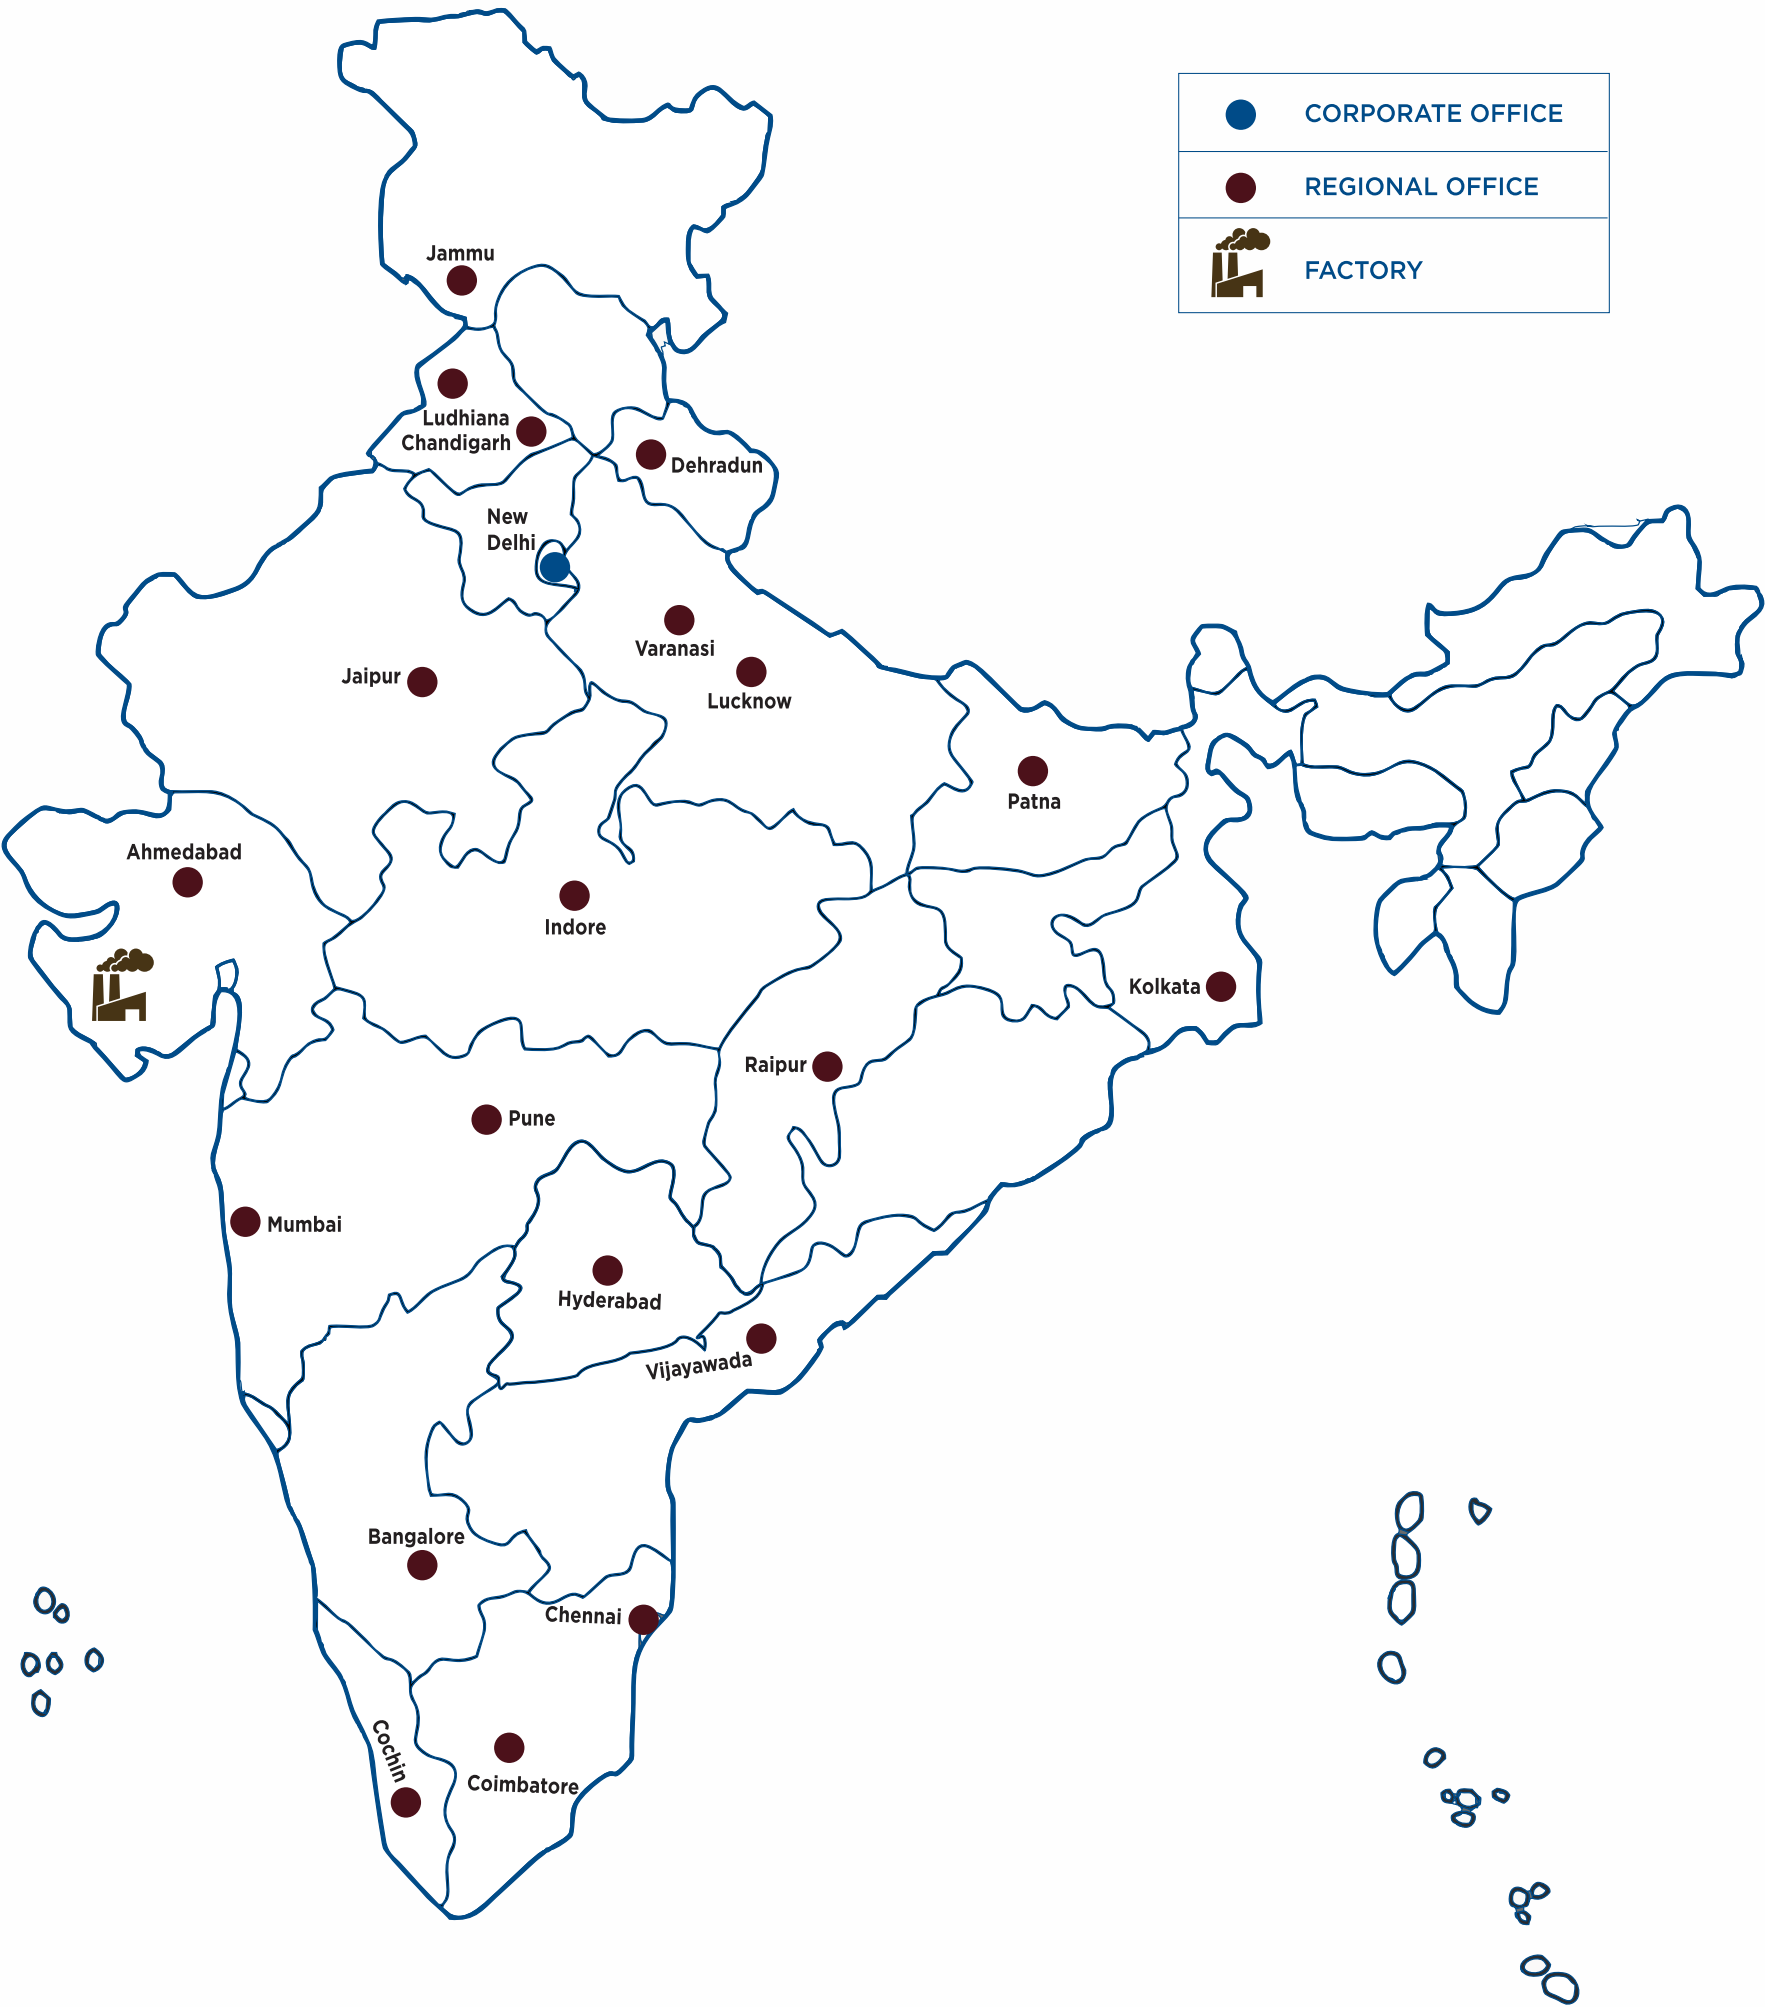 CORPORATE OFFICE
REGIONAL OFFICE
FACTORY
Jammu
Ludhiana
Chandigarh
Dehradun
New
Delhi
Varanasi
Jaipur
Lucknow
Patna
Ahmedabad
Indore
Kolkata
Raipur
Pune
Mumbai
Hyderabad
Vijayawada
Bangalore
Chennai
Cochin
Coimbatore